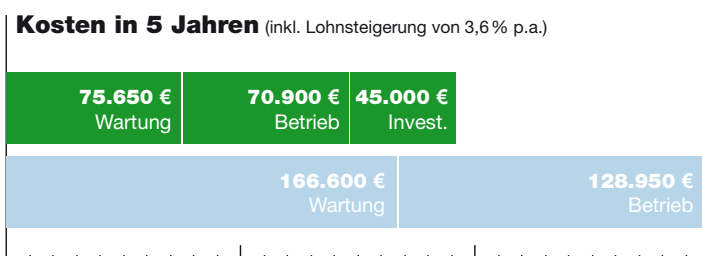 Kosten in 5 Jahren (inkl. Lohnsteigerung von 3,6 % p.a.)
75.650 € 70.900 € 45.000 €
Wartung Betrieb Invest.
166.600 € 128.950 €
Wartung Betrieb